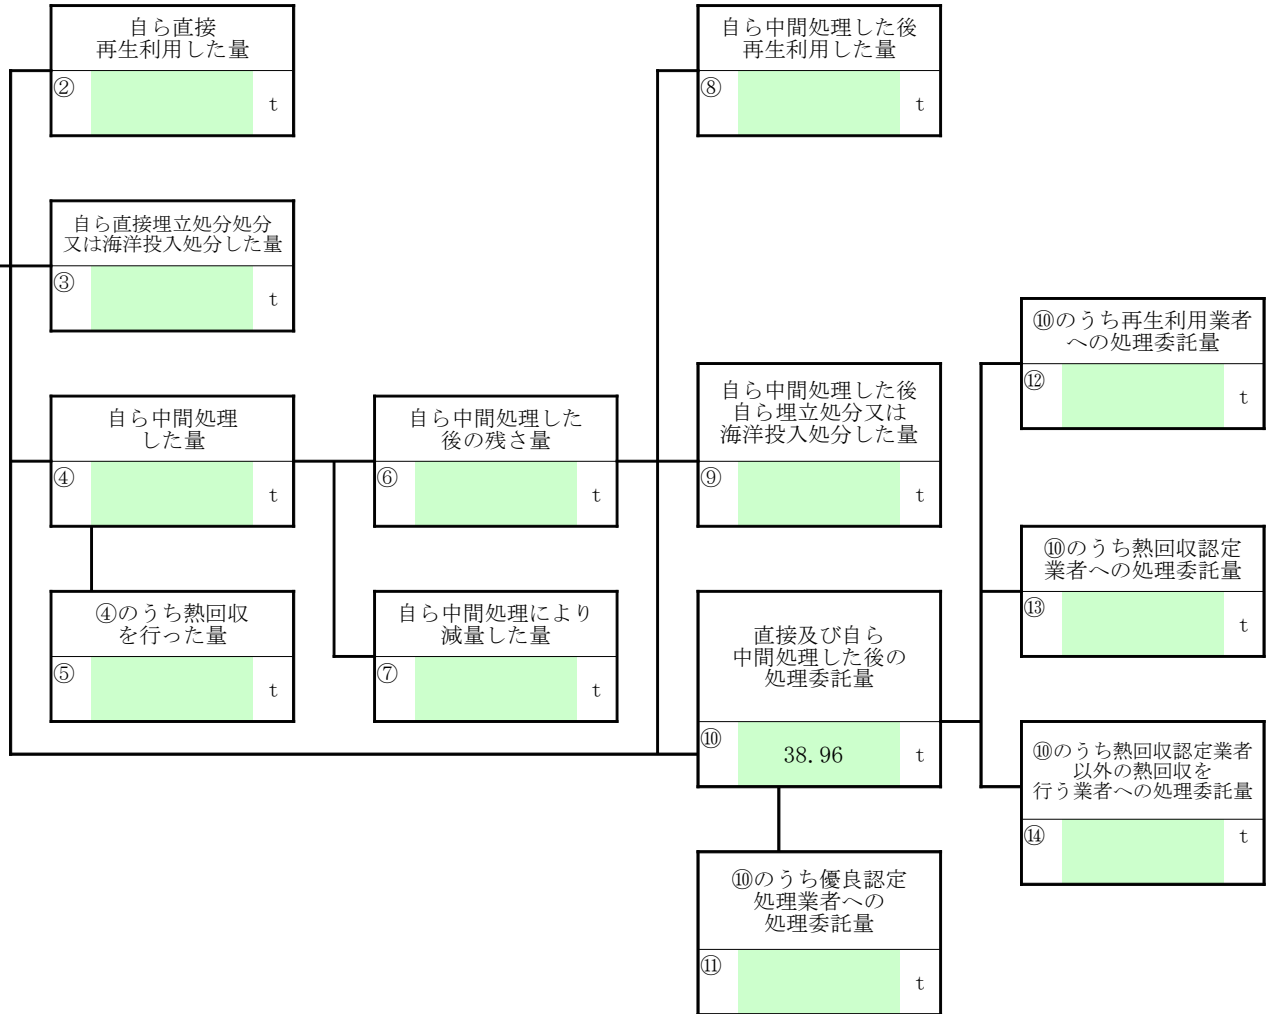 自ら直接
再生利用した量
②
t
自ら中間処理した後
再生利用した量
⑧
t
自ら直接埋立処分処分
又は海洋投入処分した量
③
t
⑩のうち再生利用業者
への処理委託量
⑫
t
自ら中間処理
した量
④
t
自ら中間処理した
後の残さ量
⑥
t
自ら中間処理した後
自ら埋立処分又は
海洋投入処分した量
⑨
t
⑩のうち熱回収認定
業者への処理委託量
⑬
t
④のうち熱回収
を行った量
⑤
t
自ら中間処理により
減量した量
⑦
t
直接及び自ら
中間処理した後の
処理委託量
⑩
38.96
t
⑩のうち熱回収認定業者
以外の熱回収を
行う業者への処理委託量
⑭
t
⑩のうち優良認定
処理業者への
処理委託量
⑪
t